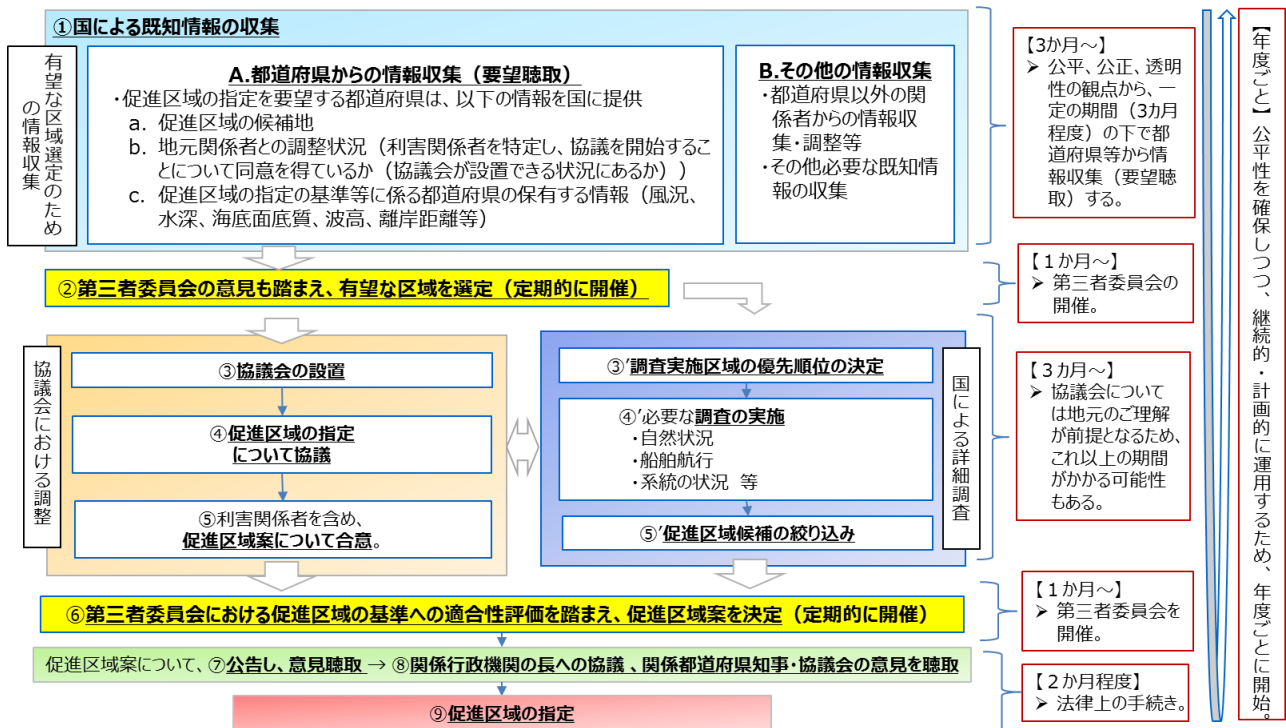 ①国による既知情報の収集
有望な区域選定のため
の情報収集
A.都道府県からの情報収集（要望聴取）
・促進区域の指定を要望する都道府県は、以下の情報を国に提供
a. 促進区域の候補地
b. 地元関係者との調整状況（利害関係者を特定し、協議を開始するこ
とについて同意を得ているか（協議会が設置できる状況にあるか））
c. 促進区域の指定の基準等に係る都道府県の保有する情報（風況、
水深、海底面底質、波高、離岸距離等）
B.その他の情報収集
・都道府県以外の関
係者からの情報収
集・調整等
・その他必要な既知情
報の収集
【3か月～】
➢ 公平、公正、透明
性の観点から、一
定の期間（3カ月
程度）の下で都
道府県等から情
報収集（要望聴
取）する。
②第三者委員会の意見も踏まえ、有望な区域を選定（定期的に開催）
【１か月～】
➢ 第三者委員会の
開催。
協議会における調整
③協議会の設置
④促進区域の指定
について協議
⑤利害関係者を含め、
促進区域案について合意。
③’調査実施区域の優先順位の決定
④’必要な調査の実施
・自然状況
・船舶航行
・系統の状況 等
⑤’促進区域候補の絞り込み
国による詳細調査
【３カ月～】
➢ 協議会について
は地元のご理解
が前提となるため、
これ以上の期間
がかかる可能性
もある。
⑥第三者委員会における促進区域の基準への適合性評価を踏まえ、促進区域案を決定（定期的に開催）
【１か月～】
➢ 第三者委員会を
開催。
促進区域案について、⑦公告し、意見聴取 → ⑧関係行政機関の長への協議 、関係都道府県知事・協議会の意見を聴取
⑨促進区域の指定
【２か月程度】
➢ 法律上の手続き。
【年度ごと】公平性を確保しつつ、継続的・計画的に運用するため、年度ごとに開始。